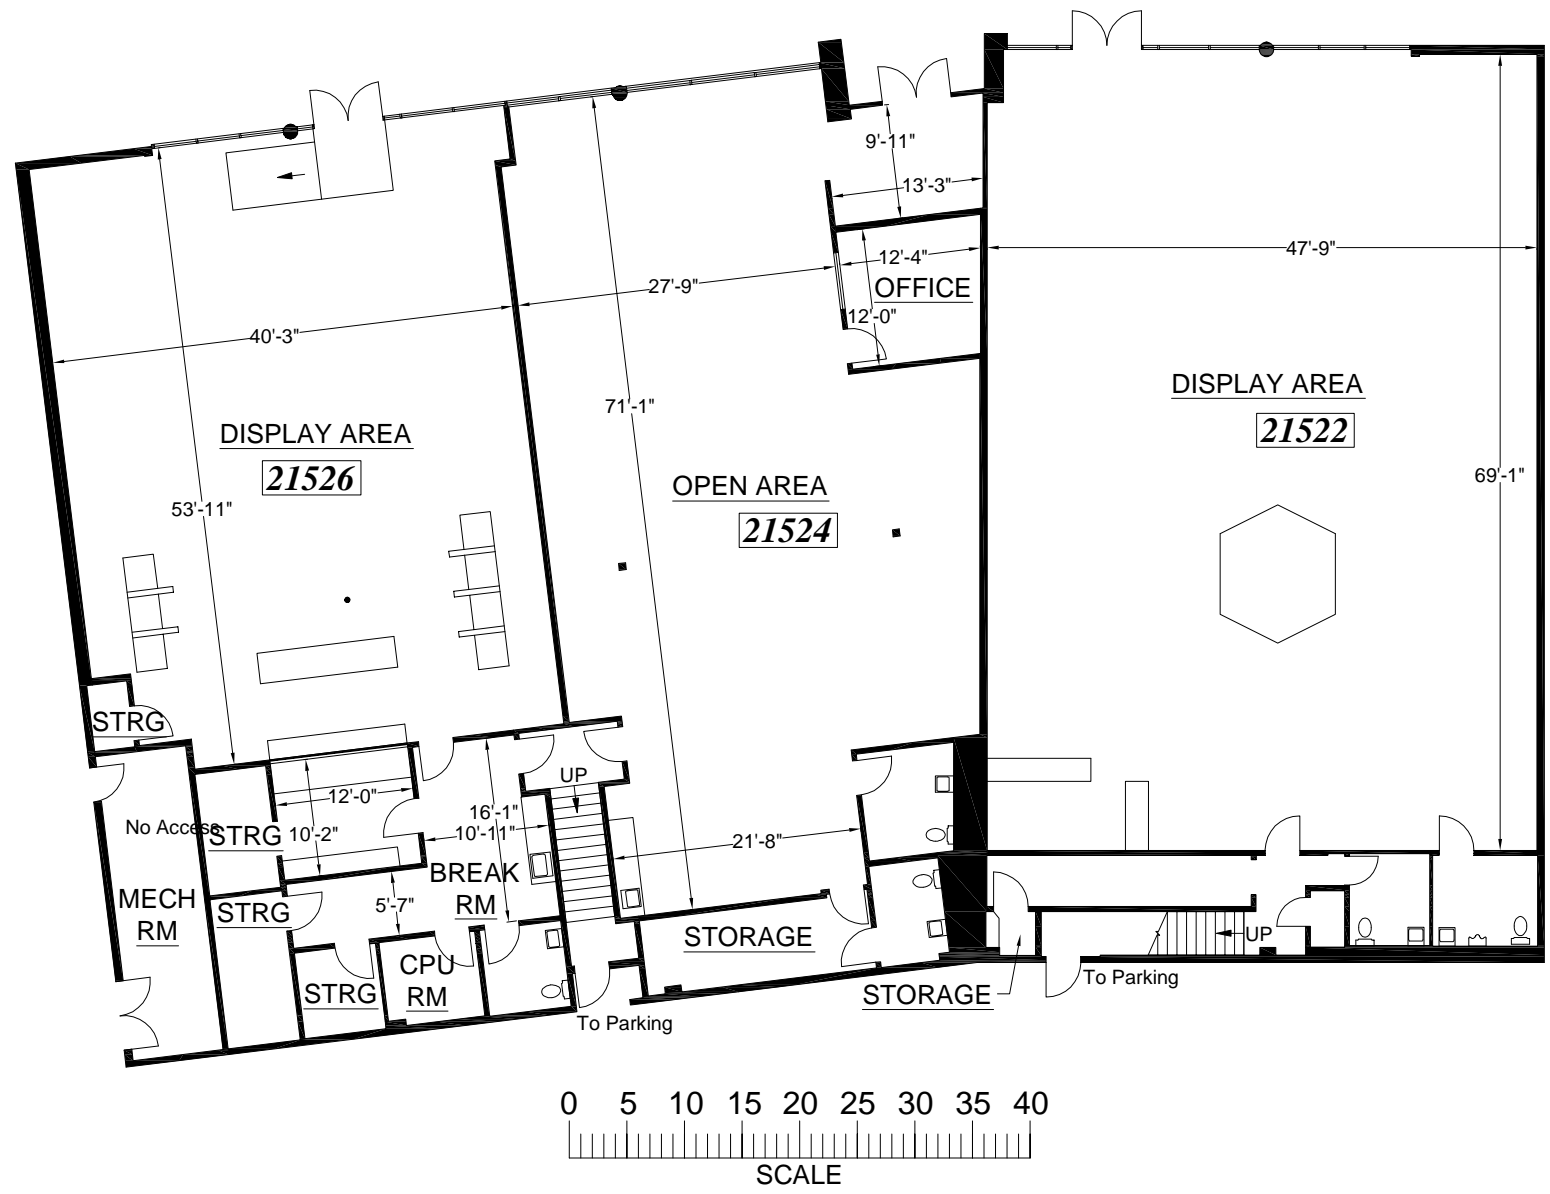 9'-11"
13'-3"
12'-4"
OFFICE
12'-0"
47'-9"
27'-9"
40'-3"
71'-1"
DISPLAY AREA
21522
69'-1"
DISPLAY AREA
21526
53'-11"
OPEN AREA
21524
STRG
UP
12'-0"
16'-1"
10'-11"
No Access
STRG
10'-2"
21'-8"
BREAK
RM
MECH
RM
5'-7"
STRG
STORAGE
UP
CPU
RM
STRG
STORAGE
To Parking
To Parking
0 5 10 15 20 25 30 35 40
SCALE